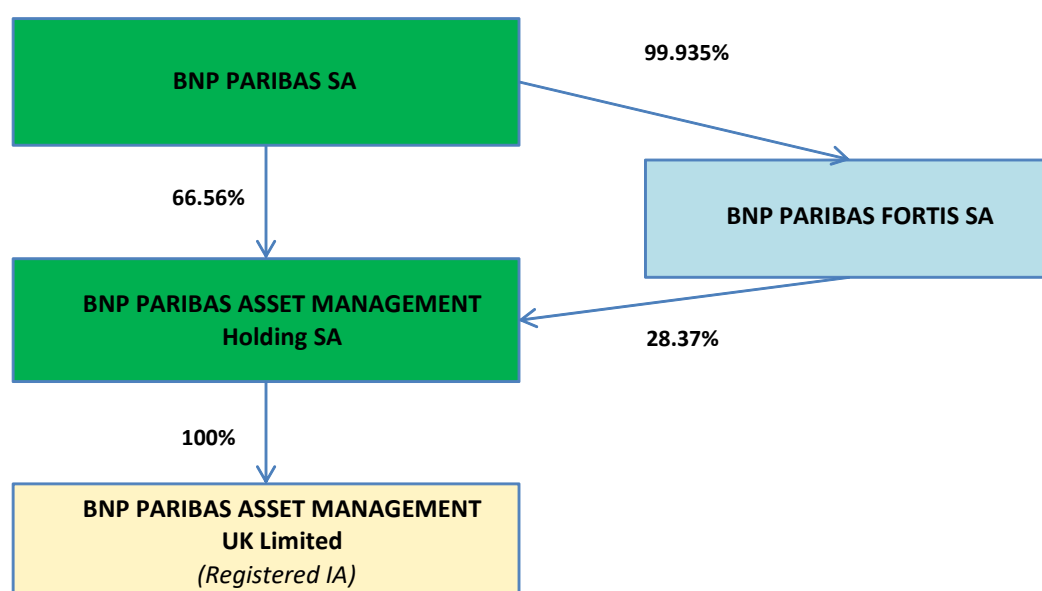 BNP PARIBAS SA
99.935%
66.56%
BNP PARIBAS FORTIS SA
BNP PARIBAS ASSET MANAGEMENT
Holding SA
28.37%
100%
BNP PARIBAS ASSET MANAGEMENT
UK Limited
(Registered IA)